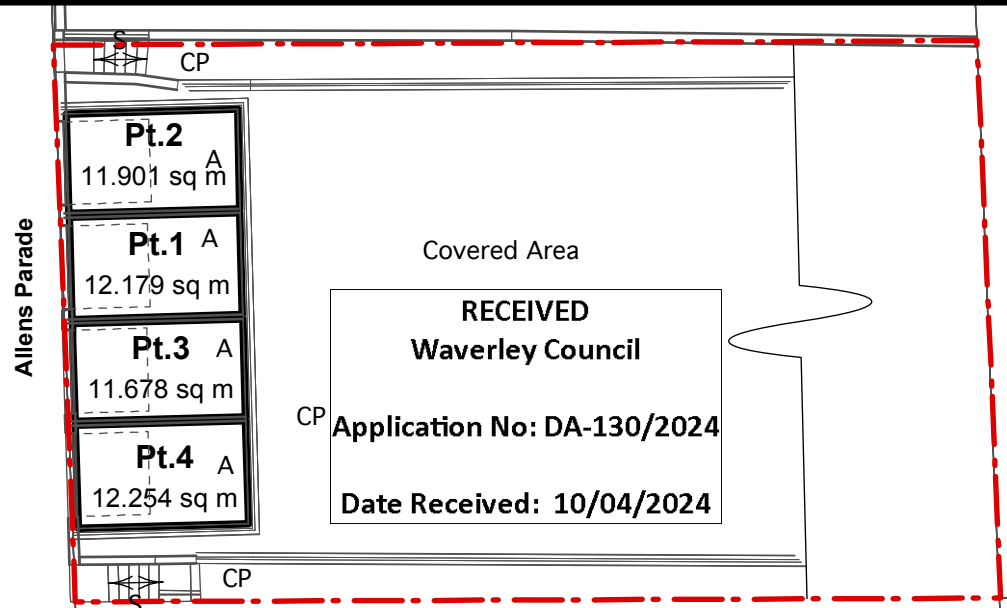 S
CP
Pt.2
A
11.901 sq m
Pt.1 A
12.179 sq m
Pt.3 A
11.678 sq m
Pt.4 A
12.254 sq m
Allens Parade
Covered Area
RECEIVED
Waverley Council
CP
Application No: DA-130/2024
Date Received: 10/04/2024
CP
S